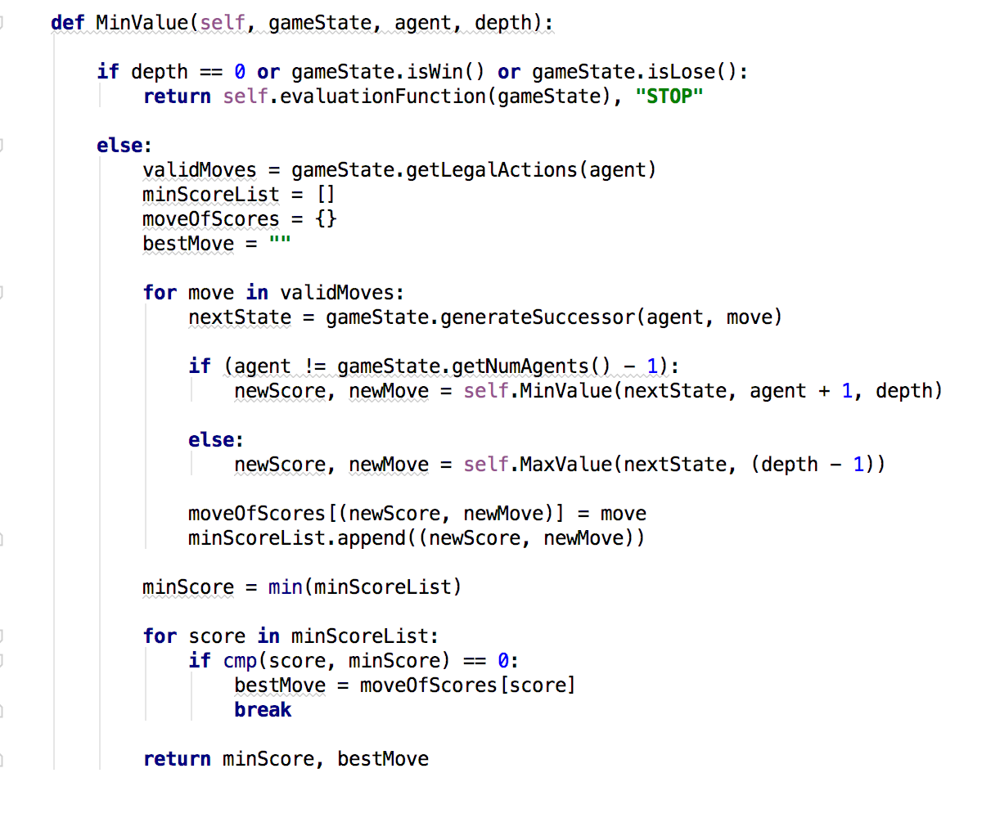 def MinValue(self, gameState, agent, depth):
if depth == 0 or gameState.isWin() or gameState.isLose():
return self.evaluationFunction(gameState), "STOP"
else:
validMoves = gameState.getLegalActions(agent)
minScoreList = []
moveOfScores = {}
bestMove = ""
for move in validMoves:
nextState = gameState.generateSuccessor(agent, move)
if (agent != gameState.getNumAgents() - 1):
newScore, newMove = self.MinValue(nextState, agent + 1, depth)
else:
newScore, newMove = self.MaxValue(nextState, (depth - 1))
moveOfScores[(newScore, newMove)] = move
minScoreList.append((newScore, newMove))
minScore = min(minScoreList)
for score in minScoreList:
if cmp(score, minScore) == 0:
bestMove = moveOfScores[score]
break
return minScore, bestMove